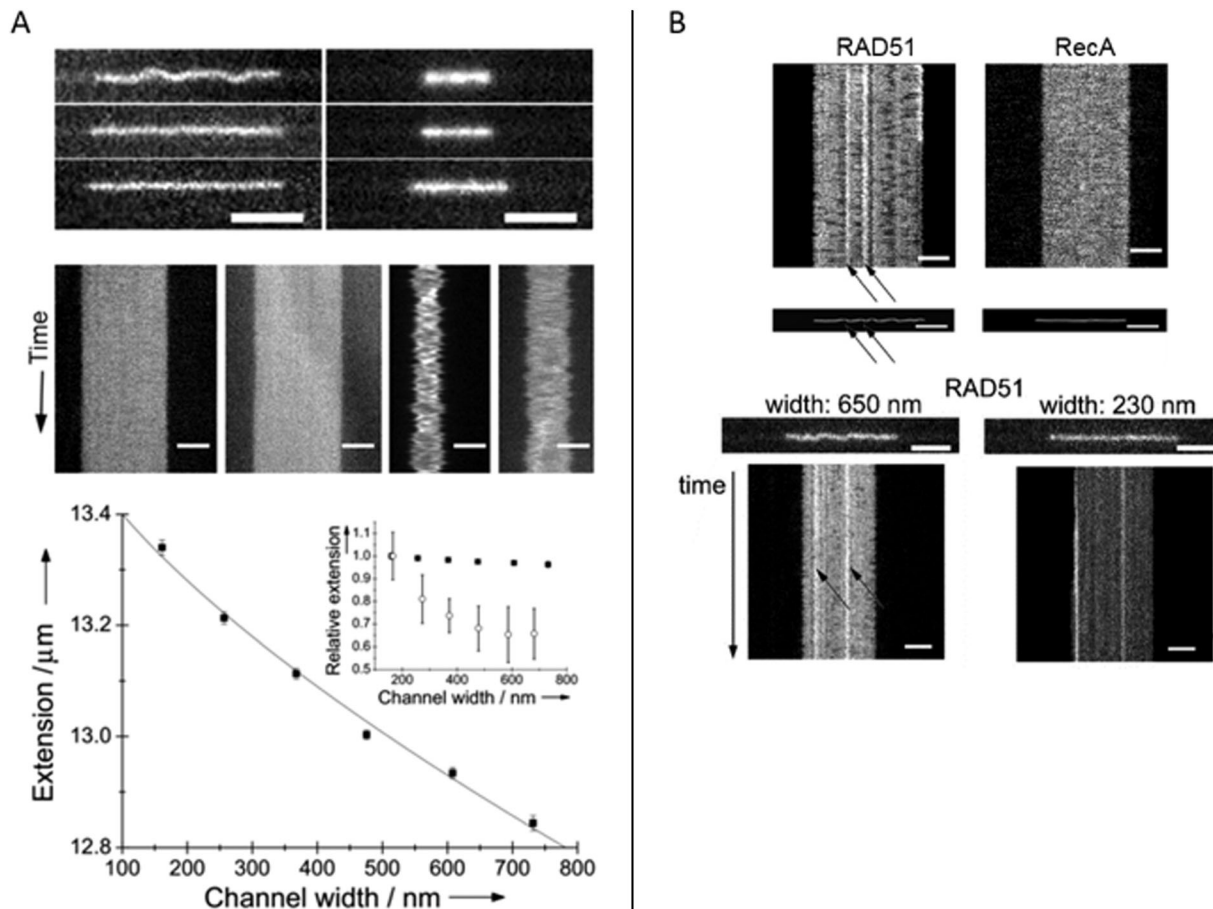 A
Time
Extension / μm
13.4
13.2
13.0
12.8
100 200 300 400 500 600 700 800
Channel width / nm
Relative extension
1.1
1.0
0.9
0.8
0.7
0.6
0.5
200 400 600 800
Channel width / nm
B
RAD51 RecA
RAD51
width: 650 nm width: 230 nm
time